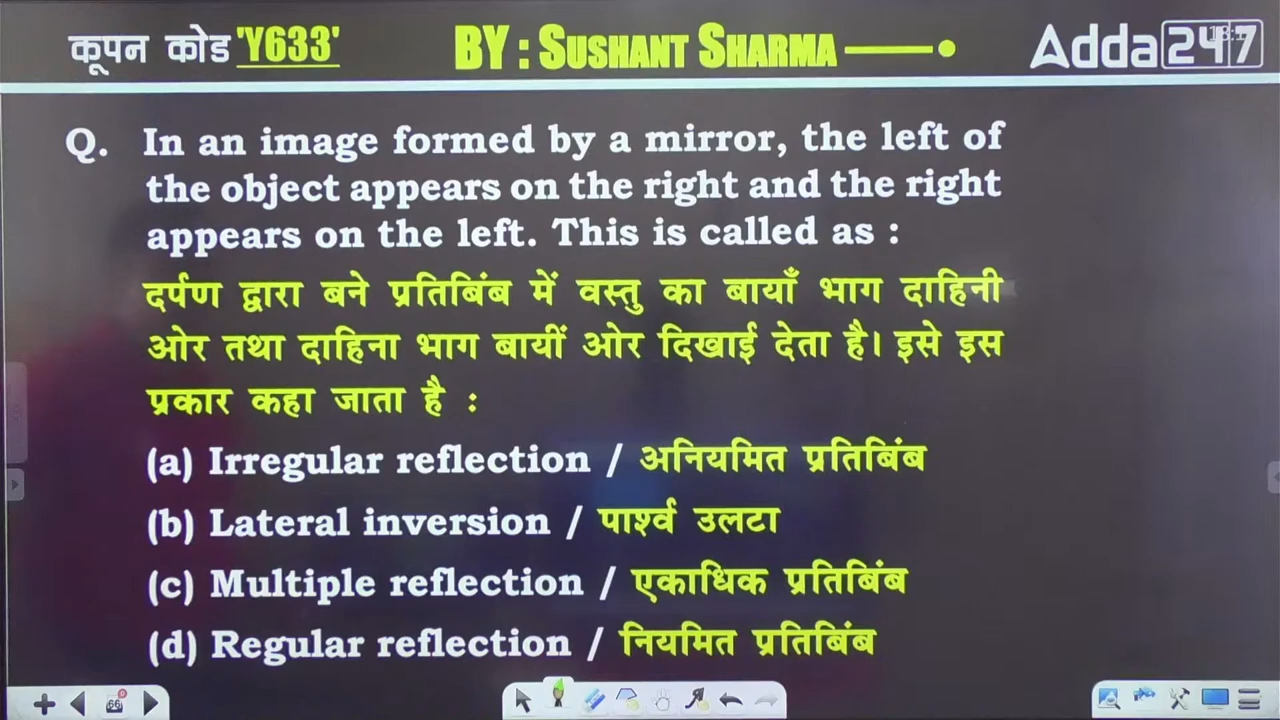 कूपन कोड 'Y633' BY : SUSHANT SHARMA Adda247
Q. In an image formed by a mirror, the left of
the object appears on the right and the right
appears on the left. This is called as :
दर्पण द्वारा बने प्रतिबिंब में वस्तु का बायाँ भाग दाहिनी
ओर तथा दाहिना भाग बायीं ओर दिखाई देता है। इसे इस
प्रकार कहा जाता है :
(a) Irregular reflection / अनियमित प्रतिबिंब
(b) Lateral inversion / पार्श्व उलटा
(c) Multiple reflection / एकाधिक प्रतिबिंब
(d) Regular reflection / नियमित प्रतिबिंब
66